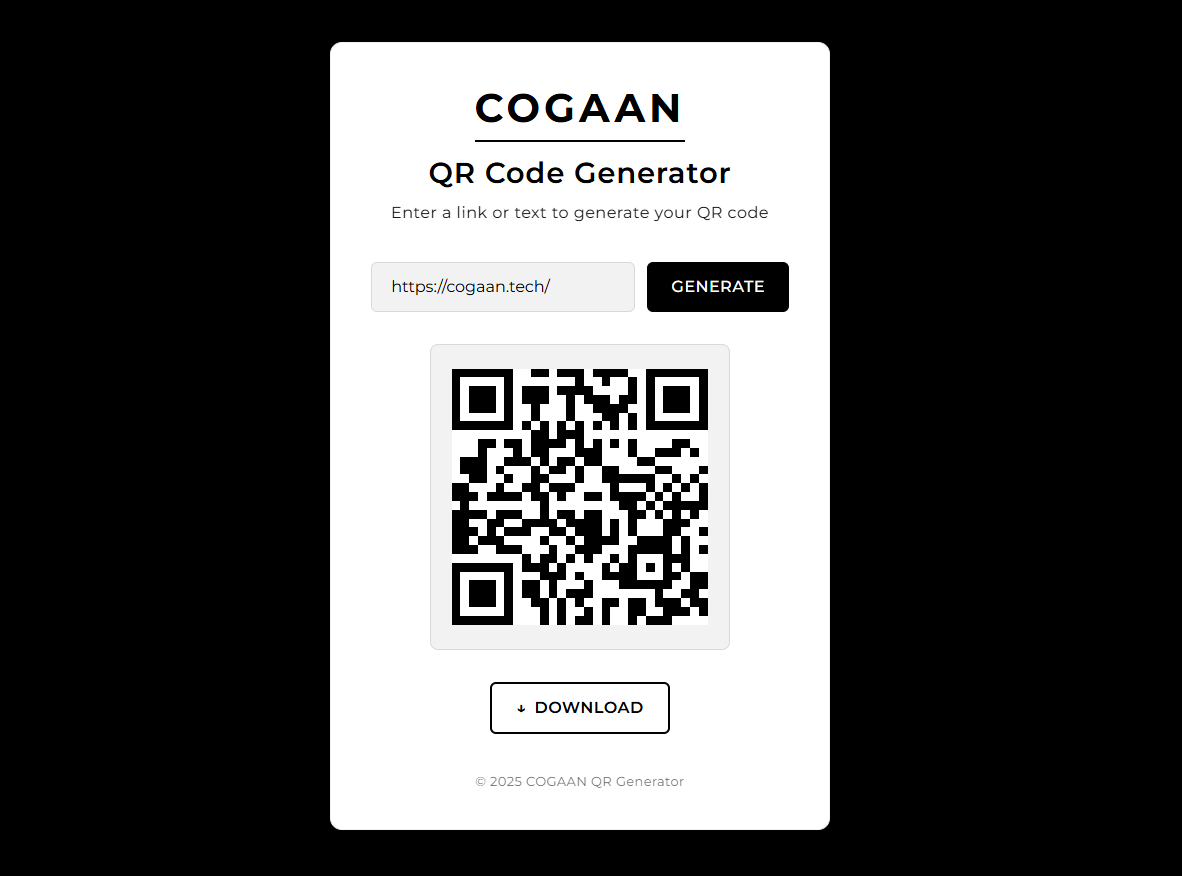 COGAAN
QR Code Generator
Enter a link or text to generate your QR code
https://cogaan.tech/
GENERATE
↓ DOWNLOAD
© 2025 COGAAN QR Generator